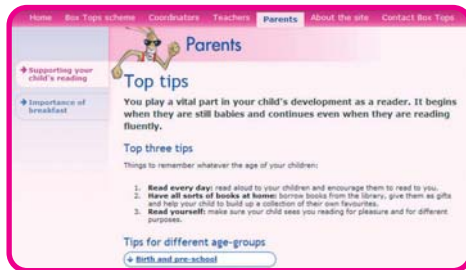 Home Box Tops scheme Coordinators Teachers Parents About the site Contact Box Tops
Parents
Supporting your
child's reading
Importance of
breakfast
Top tips
You play a vital part in your child's development as a reader. It begins
when they are still babies and continues even when they are reading
fluently.
Top three tips
Things to remember whatever the age of your children:
1. Read every day: read aloud to your children and encourage them to read to you.
2. Have all sorts of books at home: borrow books from the library, give them as gifts
and help your child to build up a collection of their own favourites.
3. Read yourself: make sure your child sees you reading for pleasure and for different
purposes.
Tips for different age-groups
Birth and pre-school